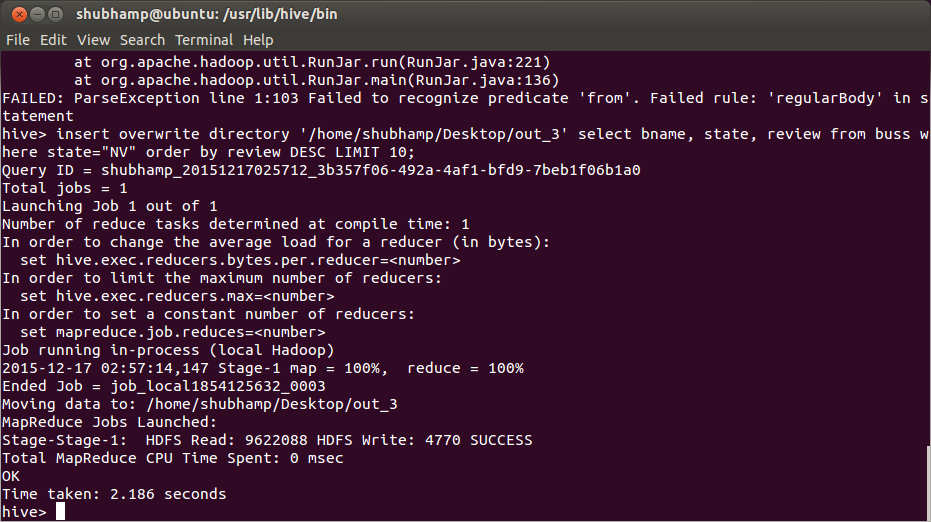 shubhamp@ubuntu: /usr/lib/hive/bin
File Edit View Search Terminal Help
at org.apache.hadoop.util.RunJar.run(RunJar.java:221)
at org.apache.hadoop.util.RunJar.main(RunJar.java:136)
FAILED: ParseException line 1:103 Failed to recognize predicate 'from'. Failed rule: 'regularBody' in s
tatement
hive> insert overwrite directory '/home/shubhamp/Desktop/out_3' select bname, state, review from buss w
here state="NV" order by review DESC LIMIT 10;
Query ID = shubhamp_20151217025712_3b357f06-492a-4af1-bfd9-7beb1f06b1a0
Total jobs = 1
Launching Job 1 out of 1
Number of reduce tasks determined at compile time: 1
In order to change the average load for a reducer (in bytes):
  set hive.exec.reducers.bytes.per.reducer=<number>
In order to limit the maximum number of reducers:
  set hive.exec.reducers.max=<number>
In order to set a constant number of reducers:
  set mapreduce.job.reduces=<number>
Job running in-process (local Hadoop)
2015-12-17 02:57:14,147 Stage-1 map = 100%,  reduce = 100%
Ended Job = job_local1854125632_0003
Moving data to: /home/shubhamp/Desktop/out_3
MapReduce Jobs Launched:
Stage-Stage-1:  HDFS Read: 9622088 HDFS Write: 4770 SUCCESS
Total MapReduce CPU Time Spent: 0 msec
OK
Time taken: 2.186 seconds
hive>